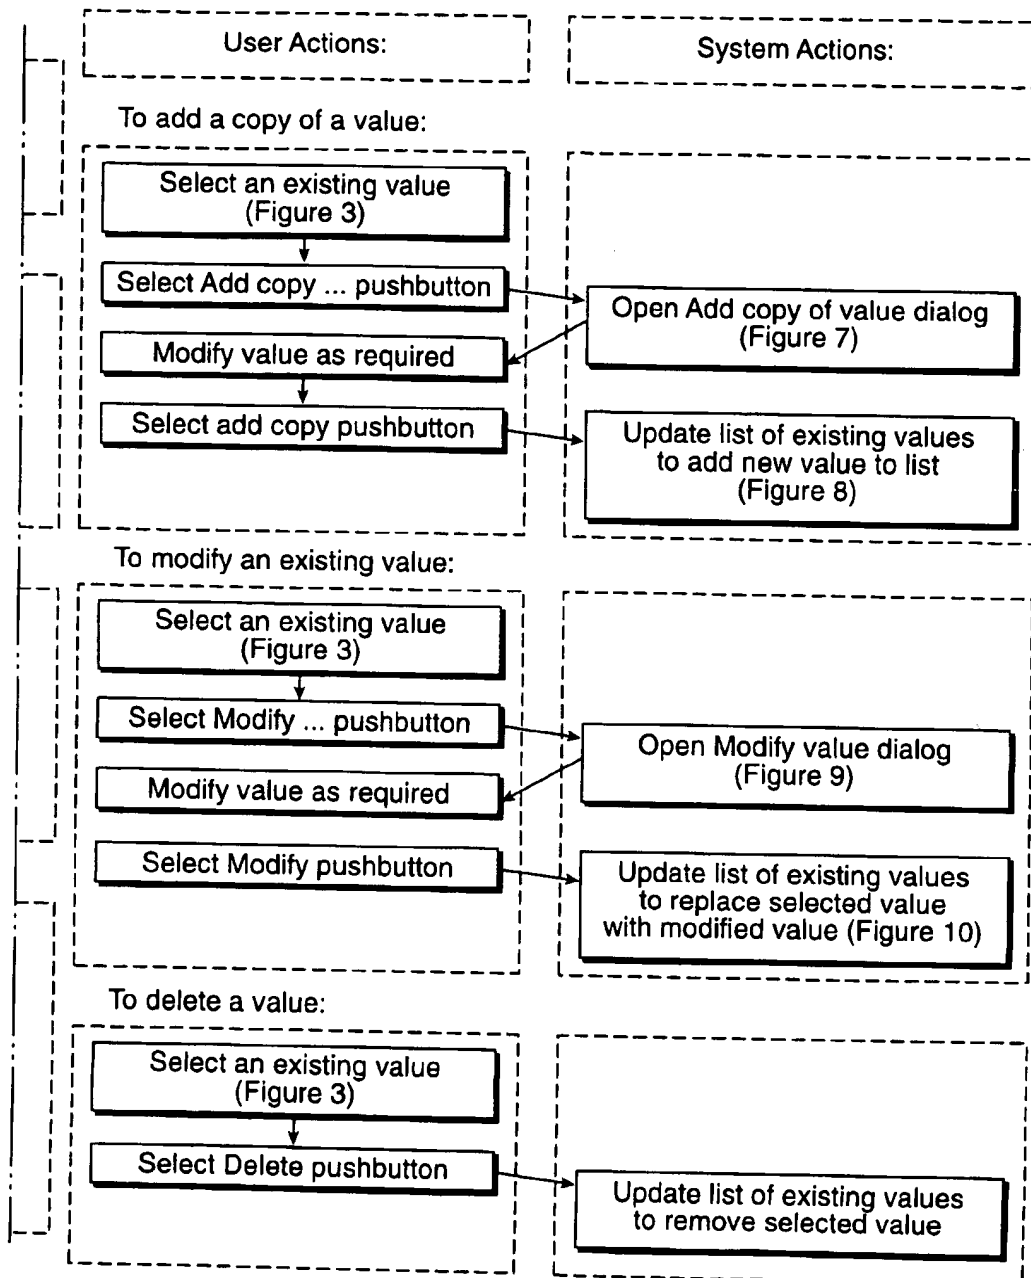 User Actions:
System Actions:
To add a copy of a value:
Select an existing value
(Figure 3)
Select Add copy ... pushbutton
Open Add copy of value dialog
(Figure 7)
Modify value as required
Select add copy pushbutton
Update list of existing values
to add new value to list
(Figure 8)
To modify an existing value:
Select an existing value
(Figure 3)
Select Modify ... pushbutton
Open Modify value dialog
(Figure 9)
Modify value as required
Select Modify pushbutton
Update list of existing values
to replace selected value
with modified value (Figure 10)
To delete a value:
Select an existing value
(Figure 3)
Select Delete pushbutton
Update list of existing values
to remove selected value